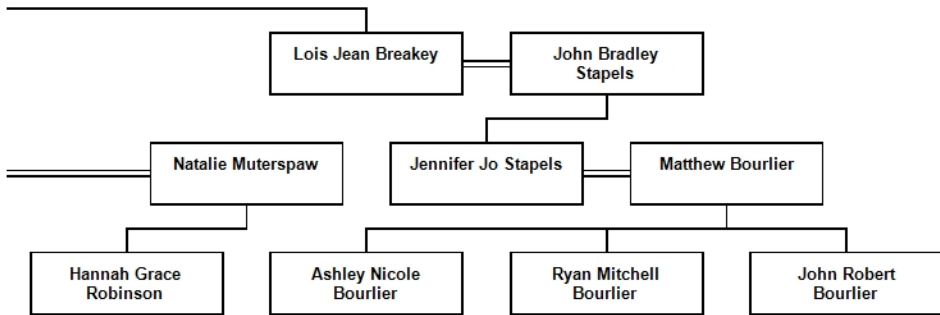 Lois Jean Breakey
John Bradley
Stapels
Natalie Muterspaw
Jennifer Jo Stapels
Matthew Bourlier
Hannah Grace
Robinson
Ashley Nicole
Bourlier
Ryan Mitchell
Bourlier
John Robert
Bourlier